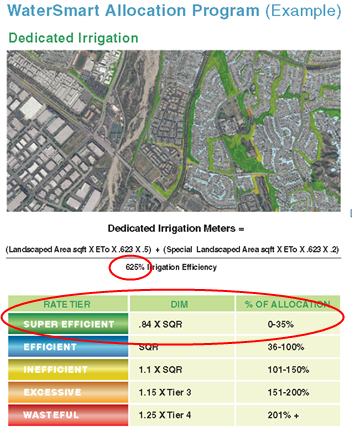 WaterSmart Allocation Program (Example)
Dedicated Irrigation
Dedicated Irrigation Meters =
(Landscaped Area sqft X ETo X .623 X .5) + (Special Landscaped Area sqft X ETo X .623 X .2)
625% Irrigation Efficiency
RATE TIER DIM % OF ALLOCATION
SUPER EFFICIENT .84 X SQR 0-35%
EFFICIENT SQR 36-100%
INEFFICIENT 1.1 X SQR 101-150%
EXCESSIVE 1.15 X Tier 3 151-200%
WASTEFUL 1.25 X Tier 4 201% +